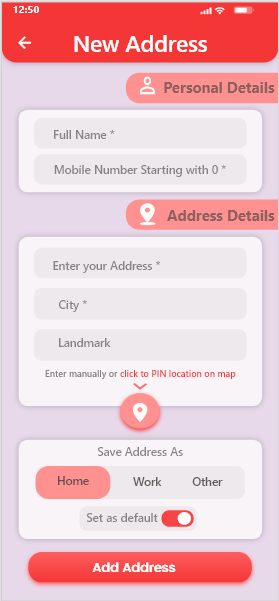 12:50
New Address
Personal Details
Full Name *
Mobile Number Starting with 0 *
Address Details
Enter your Address *
City *
Landmark
Enter manually or click to PIN location on map
Save Address As
Home Work Other
Set as default
Add Address